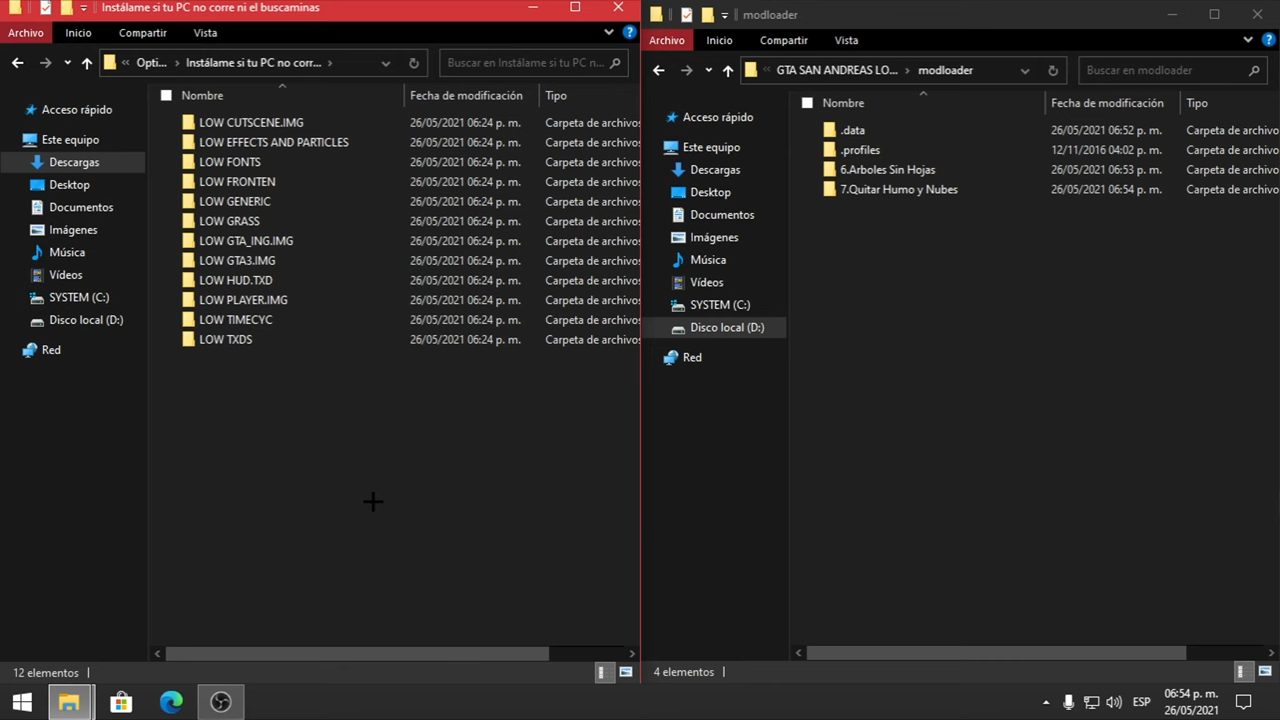 Instálame si tu PC no corre ni el buscaminas
Archivo Inicio Compartir Vista
Opti... Instálame si tu PC no corr... Buscar en Instálame si tu PC n...
Nombre Fecha de modificación Tipo
Acceso rápido
Este equipo
Descargas
Desktop
Documentos
Imágenes
Música
Vídeos
SYSTEM (C:)
Disco local (D:)
Red
LOW CUTSCENE.IMG 26/05/2021 06:24 p. m. Carpeta de archivos
LOW EFFECTS AND PARTICLES 26/05/2021 06:24 p. m. Carpeta de archivos
LOW FONTS 26/05/2021 06:24 p. m. Carpeta de archivos
LOW FRONTEN 26/05/2021 06:24 p. m. Carpeta de archivos
LOW GENERIC 26/05/2021 06:24 p. m. Carpeta de archivos
LOW GRASS 26/05/2021 06:24 p. m. Carpeta de archivos
LOW GTA_ING.IMG 26/05/2021 06:24 p. m. Carpeta de archivos
LOW GTA3.IMG 26/05/2021 06:24 p. m. Carpeta de archivos
LOW HUD.TXD 26/05/2021 06:24 p. m. Carpeta de archivos
LOW PLAYER.IMG 26/05/2021 06:24 p. m. Carpeta de archivos
LOW TIMECYC 26/05/2021 06:24 p. m. Carpeta de archivos
LOW TXDS 26/05/2021 06:24 p. m. Carpeta de archivos
12 elementos
modloader
Archivo Inicio Compartir Vista
GTA SAN ANDREAS LO... modloader Buscar en modloader
Nombre Fecha de modificación Tipo
Acceso rápido
Este equipo
Descargas
Desktop
Documentos
Imágenes
Música
Vídeos
SYSTEM (C:)
Disco local (D:)
Red
.data 26/05/2021 06:52 p. m. Carpeta de archivo
.profiles 12/11/2016 04:02 p. m. Carpeta de archivo
6.Arboles Sin Hojas 26/05/2021 06:53 p. m. Carpeta de archivo
7.Quitar Humo y Nubes 26/05/2021 06:54 p. m. Carpeta de archivo
4 elementos
ESP
06:54 p. m.
26/05/2021